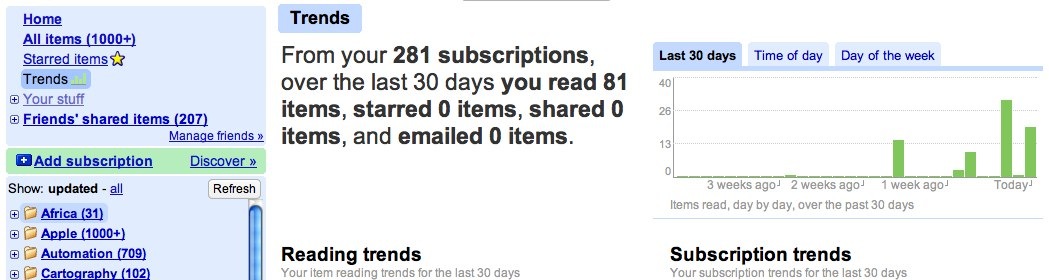 Home
All items (1000+)
Starred items
Trends
Your stuff
Friends' shared items (207)
Manage friends »
Add subscription Discover »
Show: updated - all Refresh
Africa (31)
Apple (1000+)
Automation (709)
Cartography (102)
Trends
From your 281 subscriptions,
over the last 30 days you read 81
items, starred 0 items, shared 0
items, and emailed 0 items.
Last 30 days Time of day Day of the week
40
26
13
0
3 weeks ago 2 weeks ago 1 week ago Today
Items read, day by day, over the past 30 days
Reading trends
Your item reading trends for the last 30 days
Subscription trends
Your subscription trends for the last 30 days